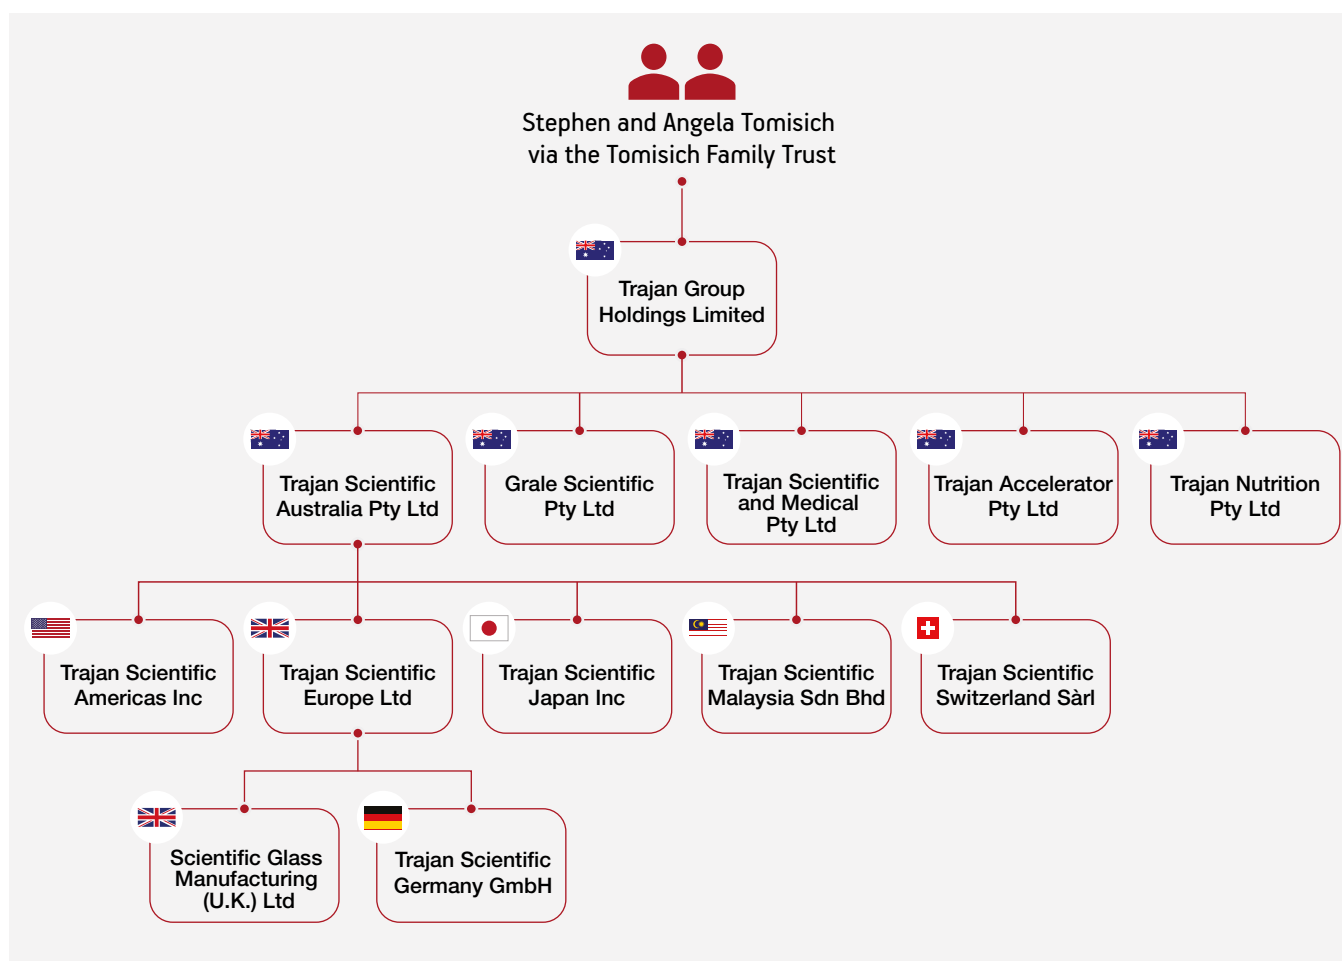 Stephen and Angela Tomisich
via the Tomisich Family Trust
Trajan Group
Holdings Limited
Trajan Scientific
Australia Pty Ltd
Grale Scientific
Pty Ltd
Trajan Scientific
and Medical
Pty Ltd
Trajan Accelerator
Pty Ltd
Trajan Nutrition
Pty Ltd
Trajan Scientific
Americas Inc
Trajan Scientific
Europe Ltd
Trajan Scientific
Japan Inc
Trajan Scientific
Malaysia Sdn Bhd
Trajan Scientific
Switzerland Sàrl
Scientific Glass
Manufacturing
(U.K.) Ltd
Trajan Scientific
Germany GmbH